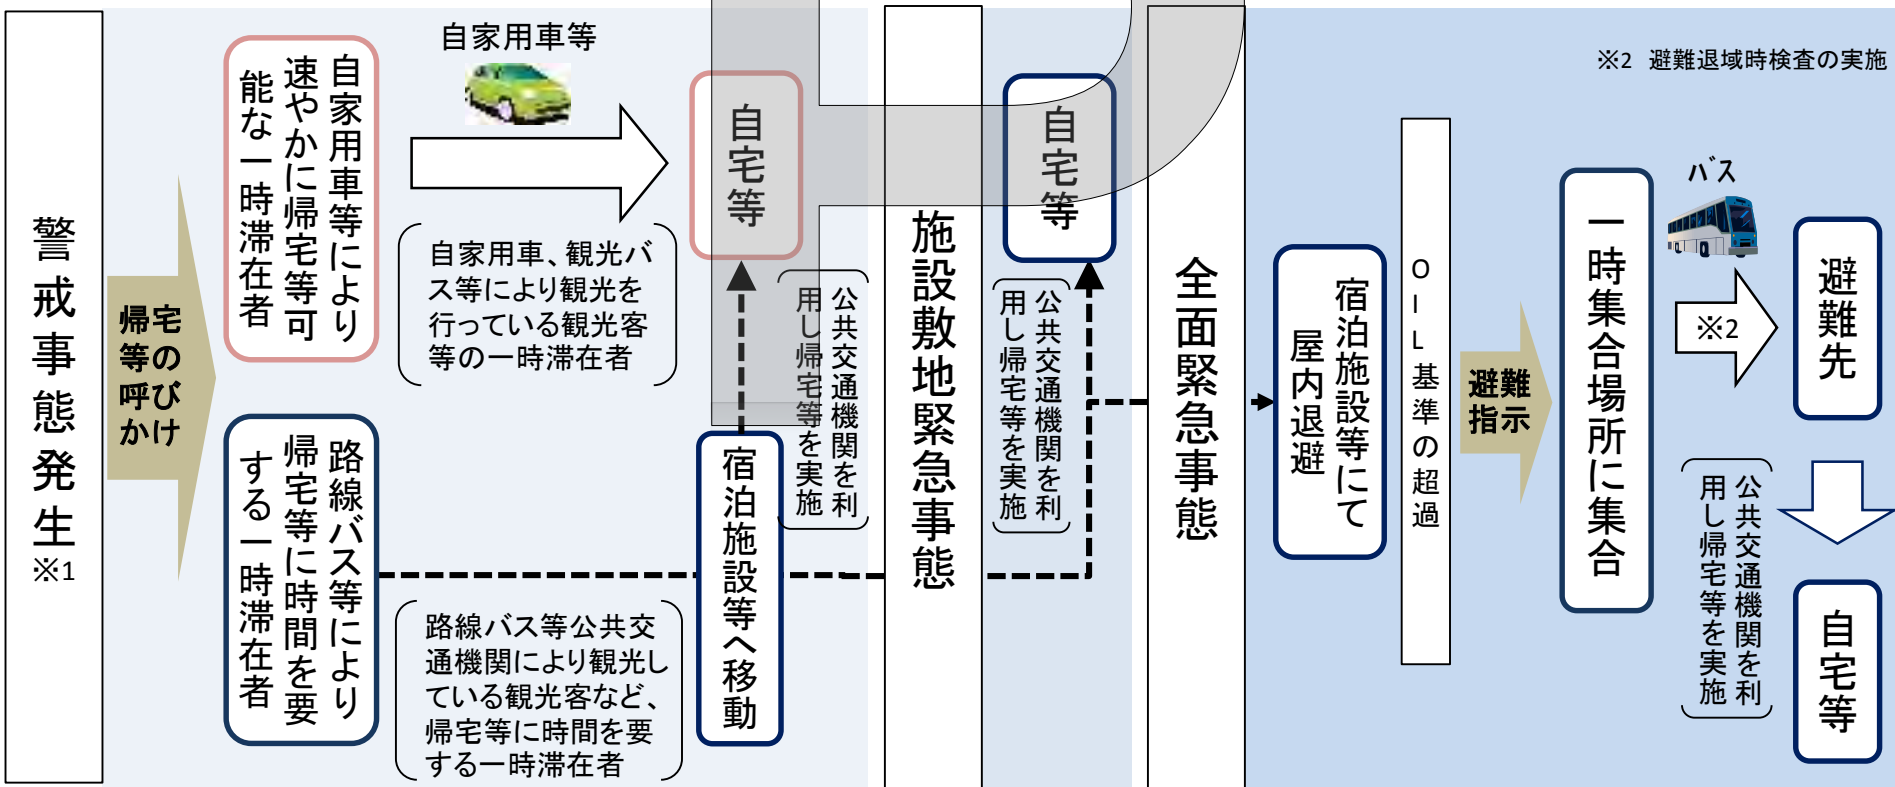 警戒事態発生
※1
帰宅
等の
呼び
かけ
自家用車等により
速やかに帰宅等可
能な一時滞在者
自家用車等
自家用車、観光バ
ス等により観光を
行っている観光客
等の一時滞在者
自宅等
路線バス等により
帰宅等に時間を要
する一時滞在者
路線バス等公共交
通機関により観光し
ている観光客など、
帰宅等に時間を要
する一時滞在者
宿泊施設等へ移動
公共交通機関を利
用し帰宅等を実施
施設敷地緊急事態
自宅等
公共交通機関を利
用し帰宅等を実施
全面緊急事態
宿泊施設等にて
屋内退避
OIL基準の超過
避難
指示
一時集合場所に集合
※2 避難退域時検査の実施
バス
※2
避難先
公共交通機関を利
用し帰宅等を実施
自宅等